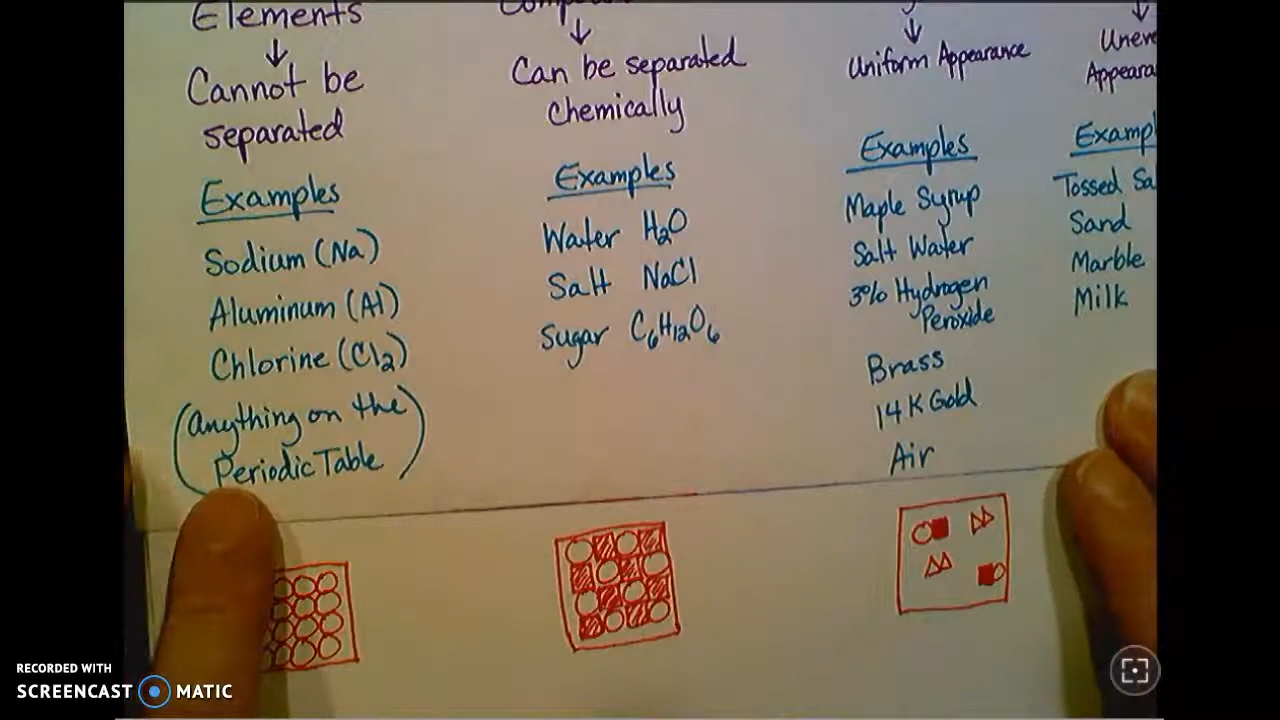 Elements
Cannot be
separated
Examples
Sodium (Na)
Aluminum (Al)
Chlorine (Cl2)
(Anything on the
Periodic Table)
Can be separated
Chemically
Examples
Water H2O
Salt NaCl
Sugar C6H12O6
Uniform Appearance
Examples
Maple Syrup
Salt Water
3% Hydrogen
Peroxide
Brass
14K Gold
Air
Tossed
Sand
Marble
Milk
RECORDED WITH
SCREENCAST MATIC